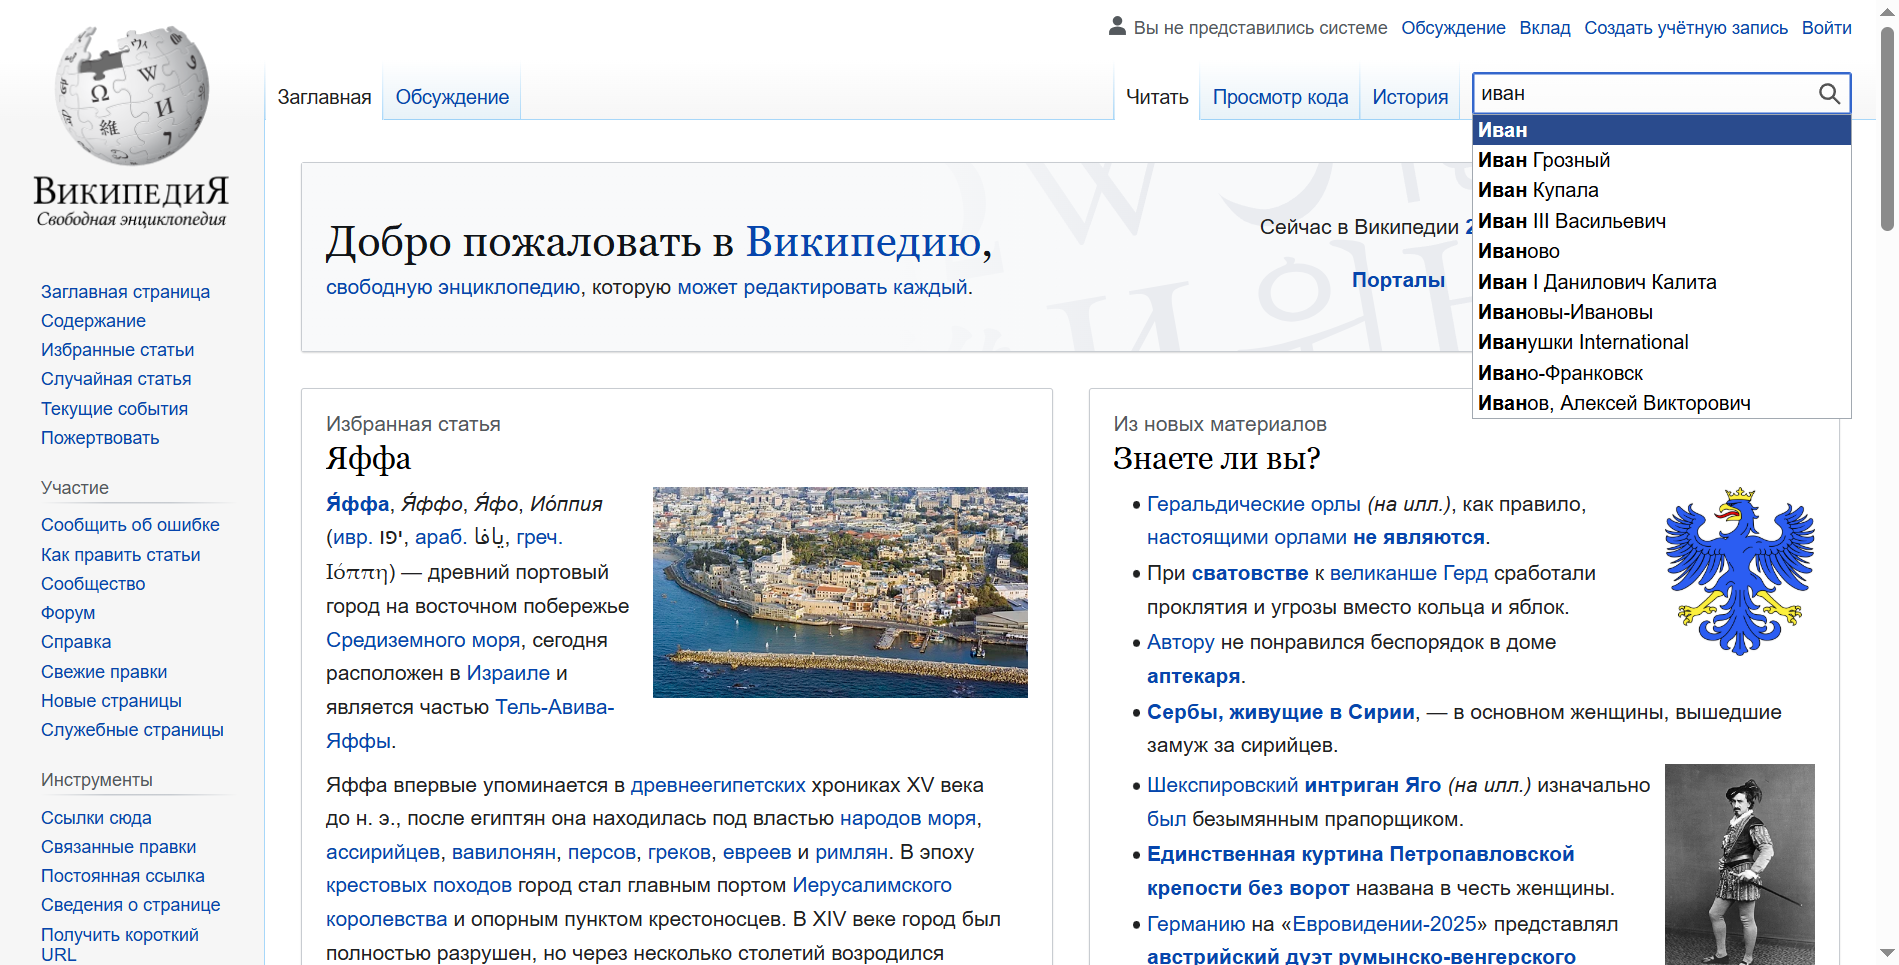 Вы не представились системе Обсуждение Вклад Создать учётную запись Войти
Заглавная Обсуждение Читать Просмотр кода История
иван
Иван
Иван Грозный
Иван Купала
Иван III Васильевич
Иваново
Иван I Данилович Калита
Ивановы-Ивановы
Иванушки International
Ивано-Франковск
Иванов, Алексей Викторович
ВикипедиЯ
Свободная энциклопедия
Заглавная страница
Содержание
Избранные статьи
Случайная статья
Текущие события
Пожертвовать
Участие
Сообщить об ошибке
Как править статьи
Сообщество
Форум
Справка
Свежие правки
Новые страницы
Служебные страницы
Инструменты
Ссылки сюда
Связанные правки
Постоянная ссылка
Сведения о странице
Получить короткий
URL
Добро пожаловать в Википедию,
свободную энциклопедию, которую может редактировать каждый.
Сейчас в Википедии
Порталы
Избранная статья
Яффа
Я́ффа, Я́ффо, Я́фо, Ио́ппия
(ивр. יפו, араб. يافا, греч.
Ιόππη) — древний портовый
город на восточном побережье
Средиземного моря, сегодня
расположен в Израиле и
является частью Тель-Авива-
Яффы.
Яффа впервые упоминается в древнеегипетских хрониках XV века
до н. э., после египтян она находилась под властью народов моря,
ассирийцев, вавилонян, персов, греков, евреев и римлян. В эпоху
крестовых походов город стал главным портом Иерусалимского
королевства и опорным пунктом крестоносцев. В XIV веке город был
полностью разрушен, но через несколько столетий возродился
Из новых материалов
Знаете ли вы?
Геральдические орлы (на илл.), как правило,
настоящими орлами не являются.
При сватовстве к великанше Герд сработали
проклятия и угрозы вместо кольца и яблок.
Автору не понравился беспорядок в доме
аптекаря.
Сербы, живущие в Сирии, — в основном женщины, вышедшие
замуж за сирийцев.
Шекспировский интриган Яго (на илл.) изначально
был безымянным прапорщиком.
Единственная куртина Петропавловской
крепости без ворот названа в честь женщины.
Германию на «Евровидении-2025» представлял
австрийский дуэт румынско-венгерского